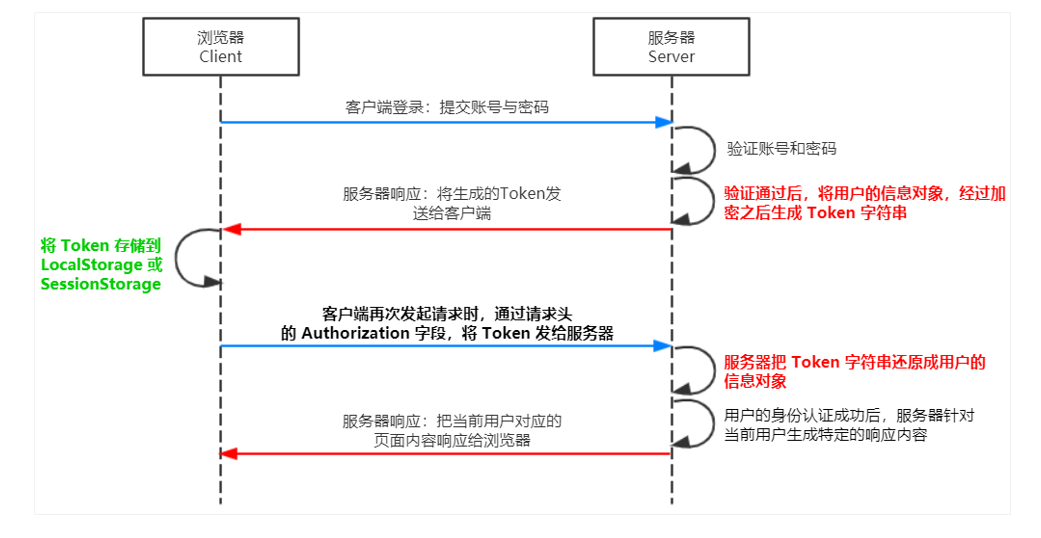 浏览器
Client
服务器
Server
客户端登录：提交账号与密码
验证账号和密码
验证通过后，将用户的信息对象，经过加
密之后生成 Token 字符串
服务器响应：将生成的Token发
送给客户端
将 Token 存储到
LocalStorage 或
SessionStorage
客户端再次发起请求时，通过请求头
的 Authorization 字段，将 Token 发给服务器
服务器把 Token 字符串还原成用户的
信息对象
用户的身份认证成功后，服务器针对
当前用户生成特定的响应内容
服务器响应：把当前用户对应的
页面内容响应给浏览器